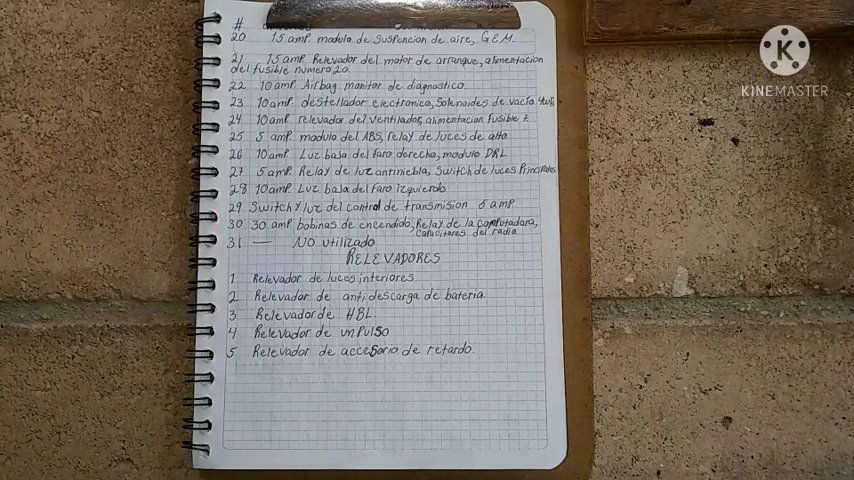 #
20 15 amp. modulo de suspencion de aire, G.E.M.
21 15 amp Relevador del motor de arranque, alimentacion
del fusible numero 20
22 10 amp. Airbag monitor de diagnostico
23 10 amp. destellador electronico, Solenoides de vacio
24 10 amp relevador del ventilador, alimentacion fusible 7.
25 5 amp. modulo del ABS, relay de luces de alto
26 10 amp. Luz baja del faro derecho, modulo DRL
27 5 amp. Relay de luz antiniebla, Switch de luces Principales
28 10 amp Luz baja del faro izquierdo
29 Switch y luz del control de transmision 5 amp
30 30 amp bobinas de encendido, Relay de la computadora,
capacitores del radia
31 — NO utilizado
RELEVADORES
1 Relevador de luces interiores
2 Relevador de antidescarga de bateria
3 Relevador de HBL.
4 Relevador de un Pulso
5 Relevador de accesorio de retardo.
K
KINEMASTER